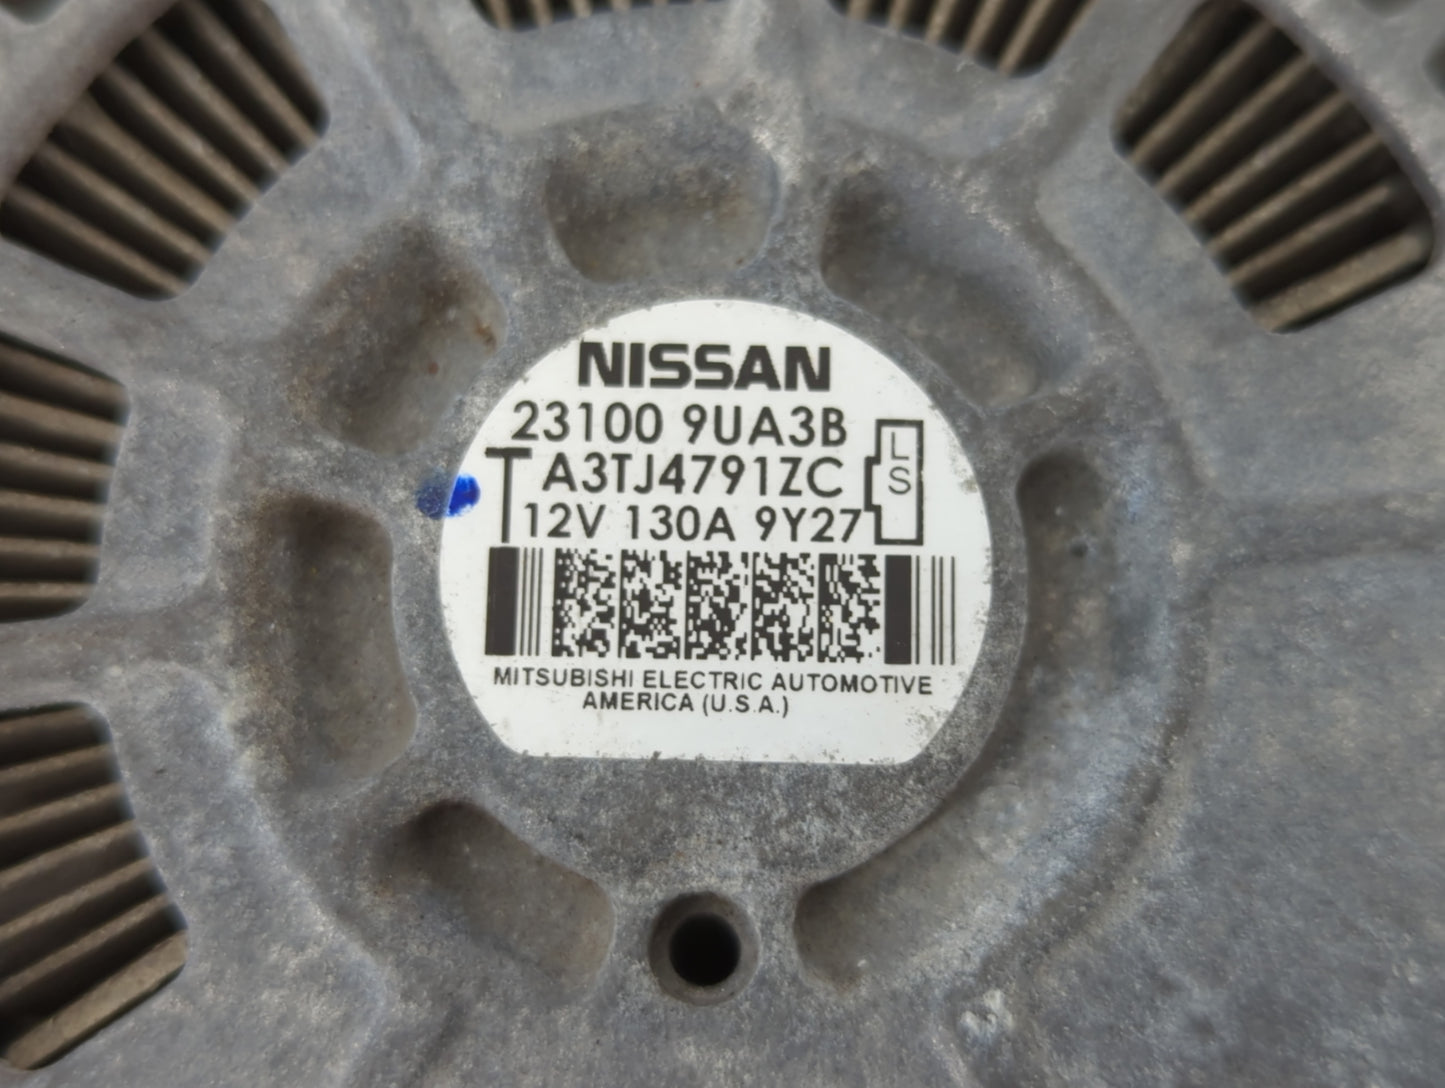 NISSAN
23100 9UA3B
T A3TJ4791ZC
12V 130A 9Y27
L
S
MITSUBISHI ELECTRIC AUTOMOTIVE
AMERICA (U.S.A.)